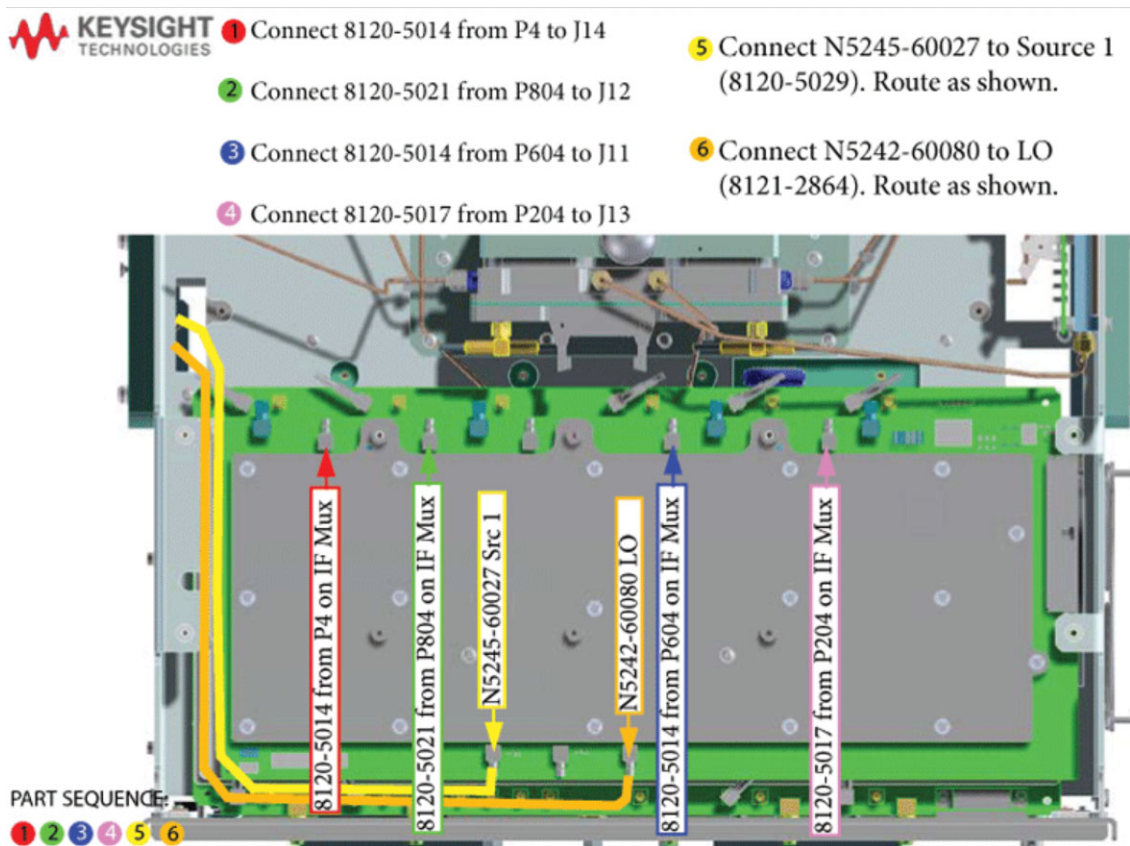 KEYSIGHT
TECHNOLOGIES
1 Connect 8120-5014 from P4 to J14
2 Connect 8120-5021 from P804 to J12
3 Connect 8120-5014 from P604 to J11
4 Connect 8120-5017 from P204 to J13
5 Connect N5245-60027 to Source 1
(8120-5029). Route as shown.
6 Connect N5242-60080 to LO
(8121-2864). Route as shown.
8120-5014 from P4 on IF Mux
8120-5021 from P804 on IF Mux
N5245-60027 Src 1
N5242-60080 LO
8120-5014 from P604 on IF Mux
8120-5017 from P204 on IF Mux
PART SEQUENCE:
1 2 3 4 5 6